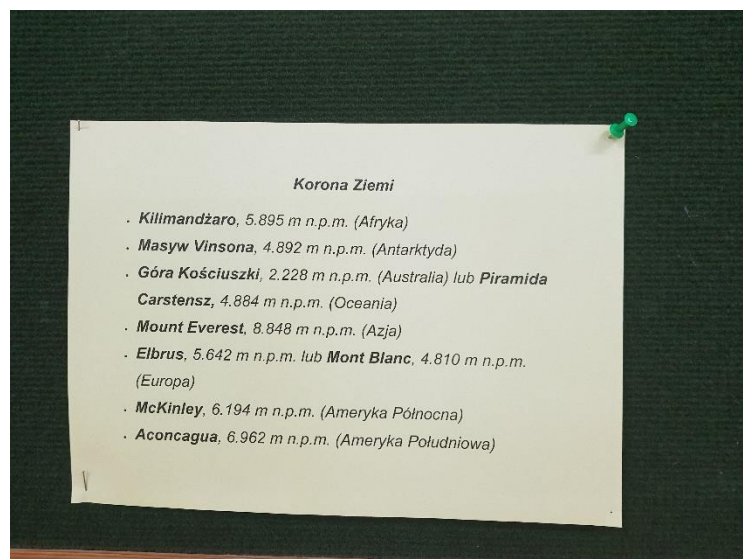 Korona Ziemi
· Kilimandżaro, 5.895 m n.p.m. (Afryka)
· Masyw Vinsona, 4.892 m n.p.m. (Antarktyda)
· Góra Kościuszki, 2.228 m n.p.m. (Australia) lub Piramida
Carstensz, 4.884 m n.p.m. (Oceania)
· Mount Everest, 8.848 m n.p.m. (Azja)
· Elbrus, 5.642 m n.p.m. lub Mont Blanc, 4.810 m n.p.m.
(Europa)
· McKinley, 6.194 m n.p.m. (Ameryka Północna)
· Aconcagua, 6.962 m n.p.m. (Ameryka Południowa)